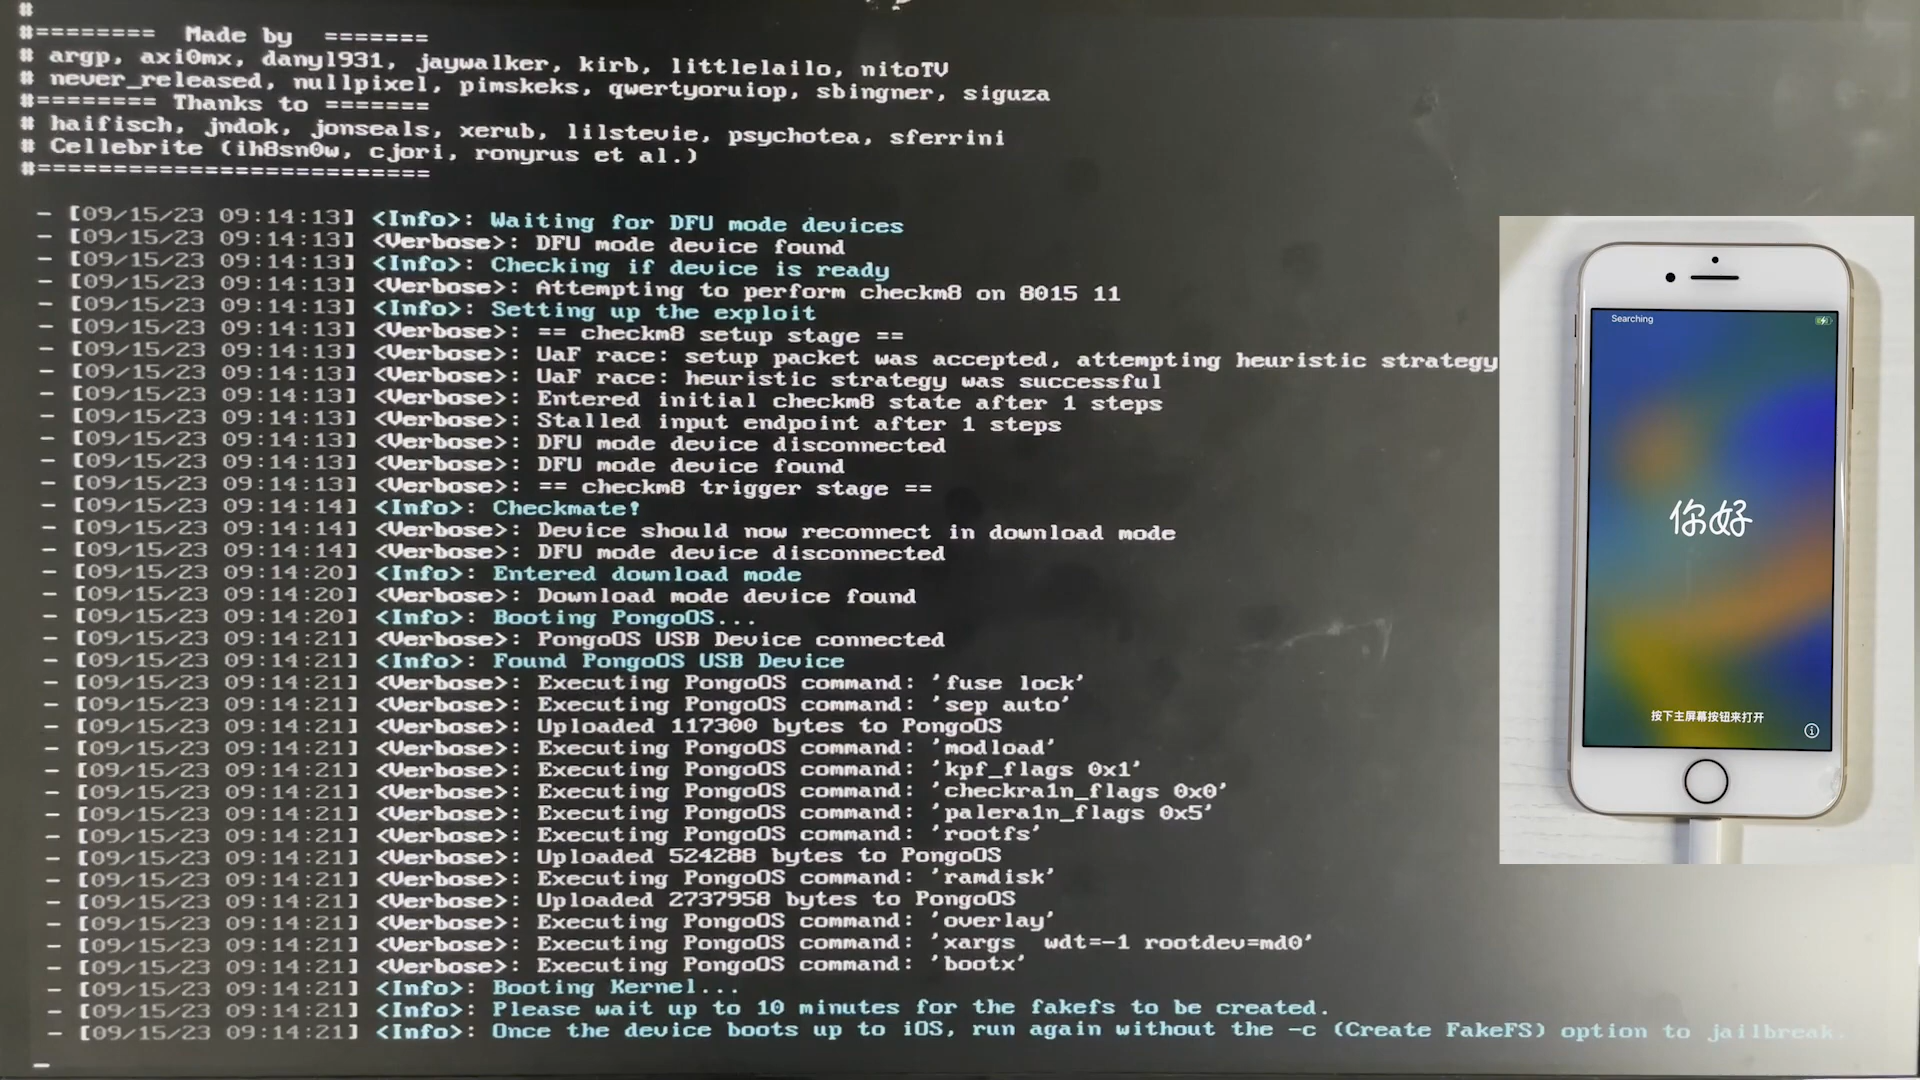 #
#======== Made by =======
# argp, axi0mx, danyl931, jaywalker, kirb, littlelailo, nitoTV
# never_released, nullpixel, pimskeks, qwertyoruiop, sbingner, siguza
#======== Thanks to =======
# haifisch, jndok, jonseals, xerub, lilstevie, psychotea, sferrini
# Cellebrite (ih8sn0w, cjori, ronyrus et al.)
#==========================
- [09/15/23 09:14:13] <Info>: Waiting for DFU mode devices
- [09/15/23 09:14:13] <Verbose>: DFU mode device found
- [09/15/23 09:14:13] <Info>: Checking if device is ready
- [09/15/23 09:14:13] <Verbose>: Attempting to perform checkm8 on 8015 11
- [09/15/23 09:14:13] <Info>: Setting up the exploit
- [09/15/23 09:14:13] <Verbose>: == checkm8 setup stage ==
- [09/15/23 09:14:13] <Verbose>: UaF race: setup packet was accepted, attempting heuristic strategy
- [09/15/23 09:14:13] <Verbose>: UaF race: heuristic strategy was successful
- [09/15/23 09:14:13] <Verbose>: Entered initial checkm8 state after 1 steps
- [09/15/23 09:14:13] <Verbose>: Stalled input endpoint after 1 steps
- [09/15/23 09:14:13] <Verbose>: DFU mode device disconnected
- [09/15/23 09:14:13] <Verbose>: DFU mode device found
- [09/15/23 09:14:13] <Verbose>: == checkm8 trigger stage ==
- [09/15/23 09:14:14] <Info>: Checkmate!
- [09/15/23 09:14:14] <Verbose>: Device should now reconnect in download mode
- [09/15/23 09:14:14] <Verbose>: DFU mode device disconnected
- [09/15/23 09:14:20] <Info>: Entered download mode
- [09/15/23 09:14:20] <Verbose>: Download mode device found
- [09/15/23 09:14:20] <Info>: Booting PongoOS...
- [09/15/23 09:14:21] <Verbose>: PongoOS USB Device connected
- [09/15/23 09:14:21] <Info>: Found PongoOS USB Device
- [09/15/23 09:14:21] <Verbose>: Executing PongoOS command: 'fuse lock'
- [09/15/23 09:14:21] <Verbose>: Executing PongoOS command: 'sep auto'
- [09/15/23 09:14:21] <Verbose>: Uploaded 117300 bytes to PongoOS
- [09/15/23 09:14:21] <Verbose>: Executing PongoOS command: 'modload'
- [09/15/23 09:14:21] <Verbose>: Executing PongoOS command: 'kpf_flags 0x1'
- [09/15/23 09:14:21] <Verbose>: Executing PongoOS command: 'checkra1n_flags 0x0'
- [09/15/23 09:14:21] <Verbose>: Executing PongoOS command: 'palera1n_flags 0x5'
- [09/15/23 09:14:21] <Verbose>: Executing PongoOS command: 'rootfs'
- [09/15/23 09:14:21] <Verbose>: Uploaded 524288 bytes to PongoOS
- [09/15/23 09:14:21] <Verbose>: Executing PongoOS command: 'ramdisk'
- [09/15/23 09:14:21] <Verbose>: Uploaded 2737958 bytes to PongoOS
- [09/15/23 09:14:21] <Verbose>: Executing PongoOS command: 'overlay'
- [09/15/23 09:14:21] <Verbose>: Executing PongoOS command: 'xargs  wdt=-1 rootdev=md0'
- [09/15/23 09:14:21] <Verbose>: Executing PongoOS command: 'bootx'
- [09/15/23 09:14:21] <Info>: Booting Kernel...
- [09/15/23 09:14:21] <Info>: Please wait up to 10 minutes for the fakefs to be created.
- [09/15/23 09:14:21] <Info>: Once the device boots up to iOS, run again without the -c (Create FakeFS) option to jailbreak.
Searching
你好
按下主屏幕按钮来打开